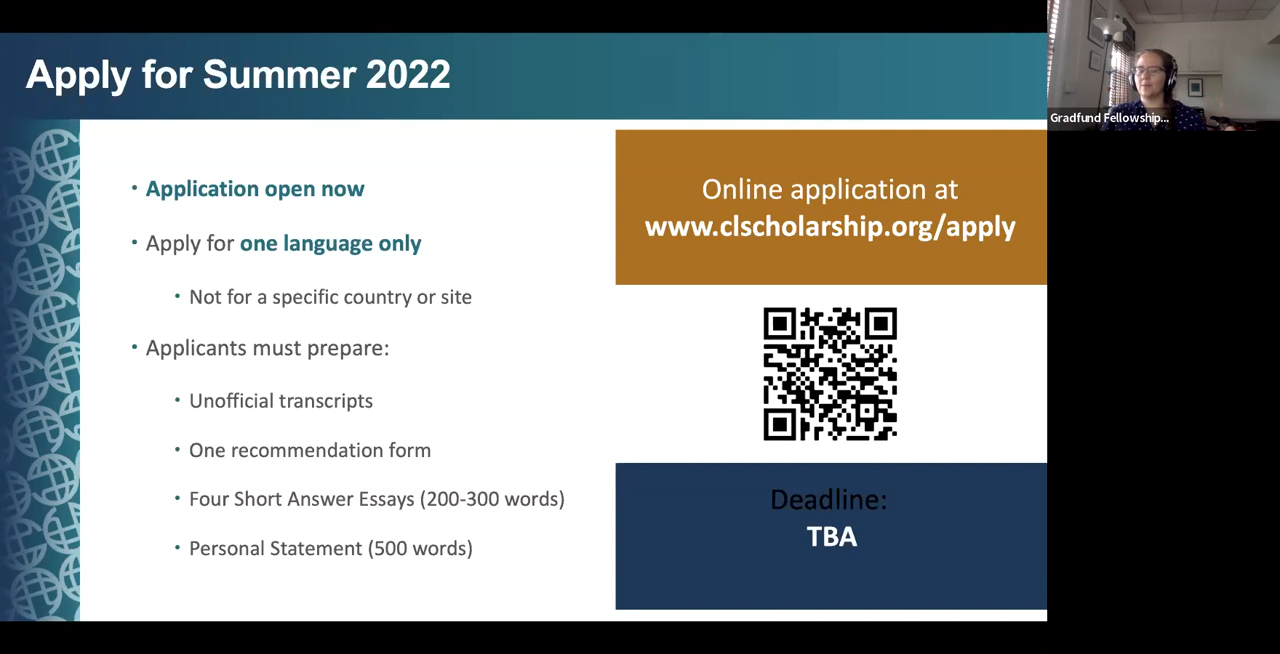 Apply for Summer 2022
• Application open now
• Apply for one language only
• Not for a specific country or site
• Applicants must prepare:
• Unofficial transcripts
• One recommendation form
• Four Short Answer Essays (200-300 words)
• Personal Statement (500 words)
Online application at
www.clscholarship.org/apply
Deadline:
TBA
Gradfund Fellowship...